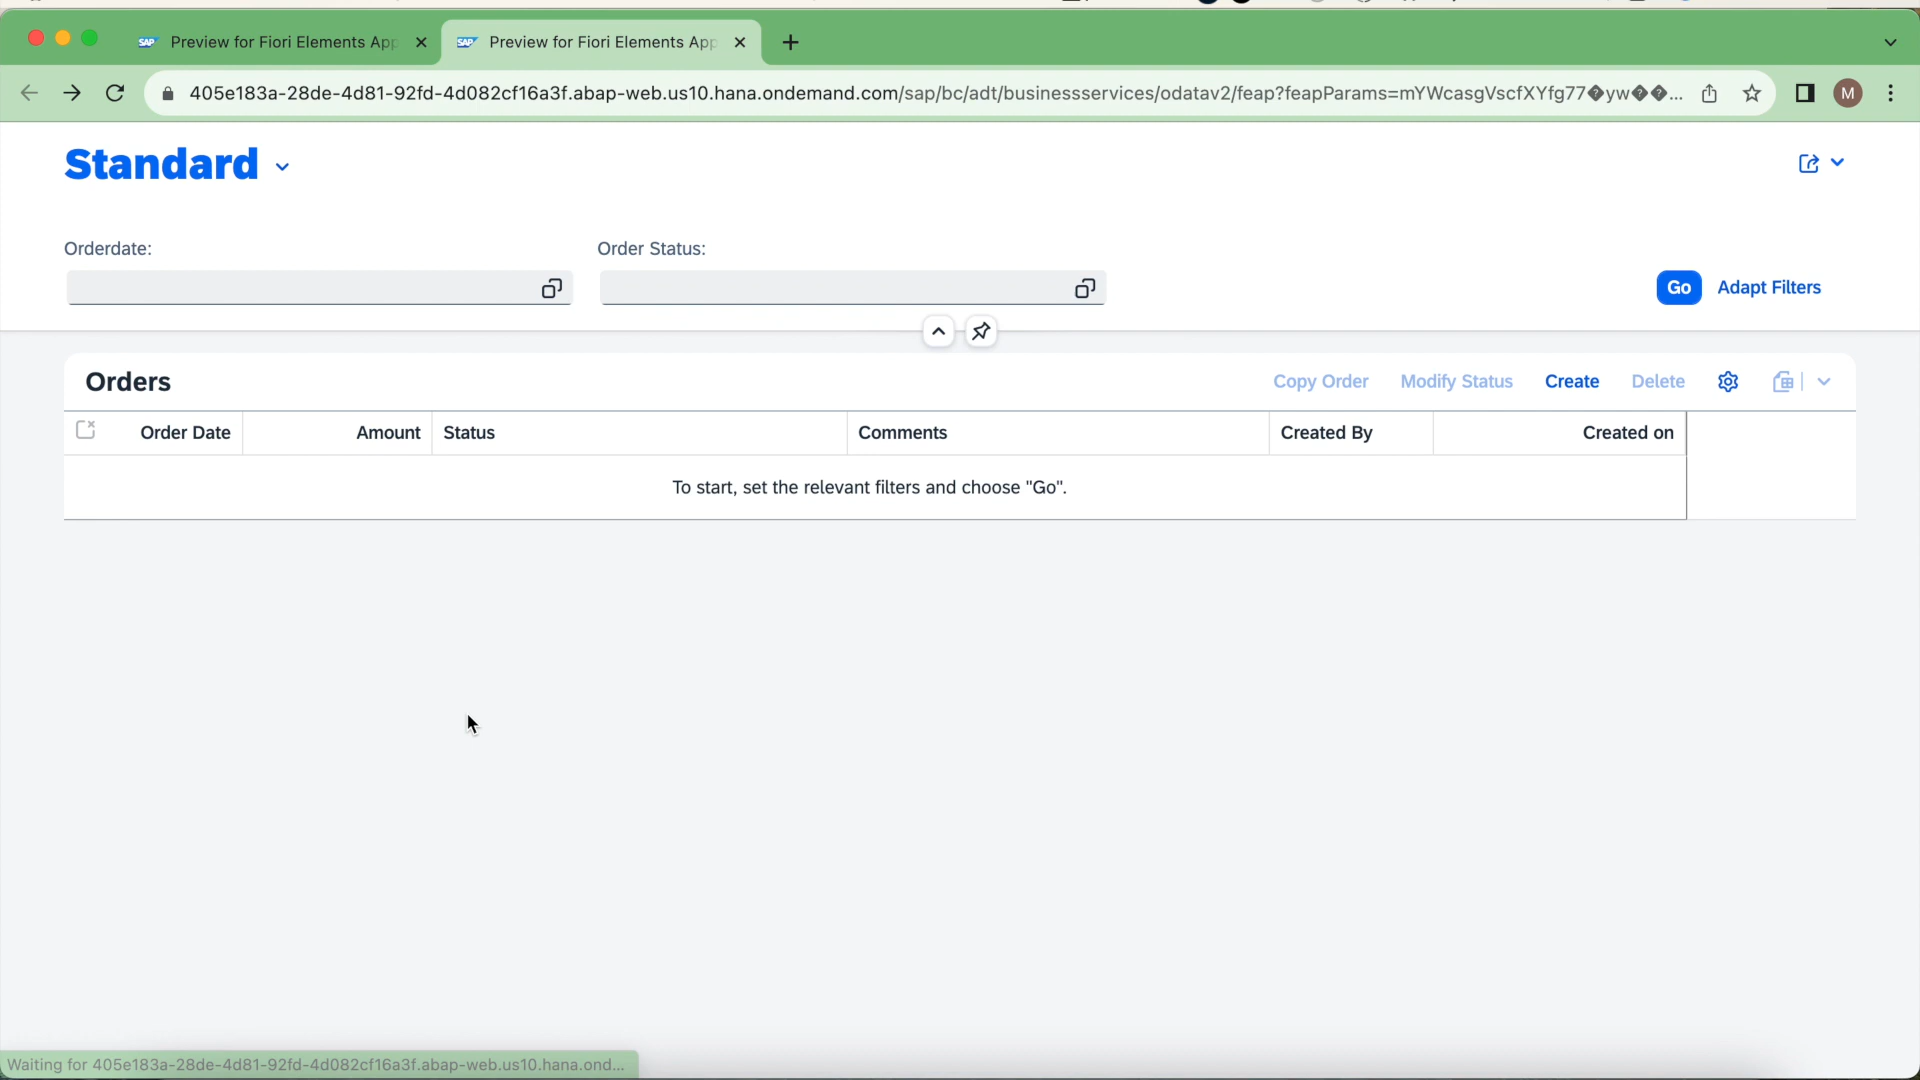 SAP Preview for Fiori Elements App
SAP Preview for Fiori Elements App
405e183a-28de-4d81-92fd-4d082cf16a3f.abap-web.us10.hana.ondemand.com/sap/bc/adt/businessservices/odatav2/feap?feapParams=mYWcasgVscfXYfg77�yw��...
M
Standard
Orderdate:
Order Status:
Go
Adapt Filters
Orders
Copy Order
Modify Status
Create
Delete
Order Date
Amount
Status
Comments
Created By
Created on
To start, set the relevant filters and choose "Go".
Waiting for 405e183a-28de-4d81-92fd-4d082cf16a3f.abap-web.us10.hana.ond...